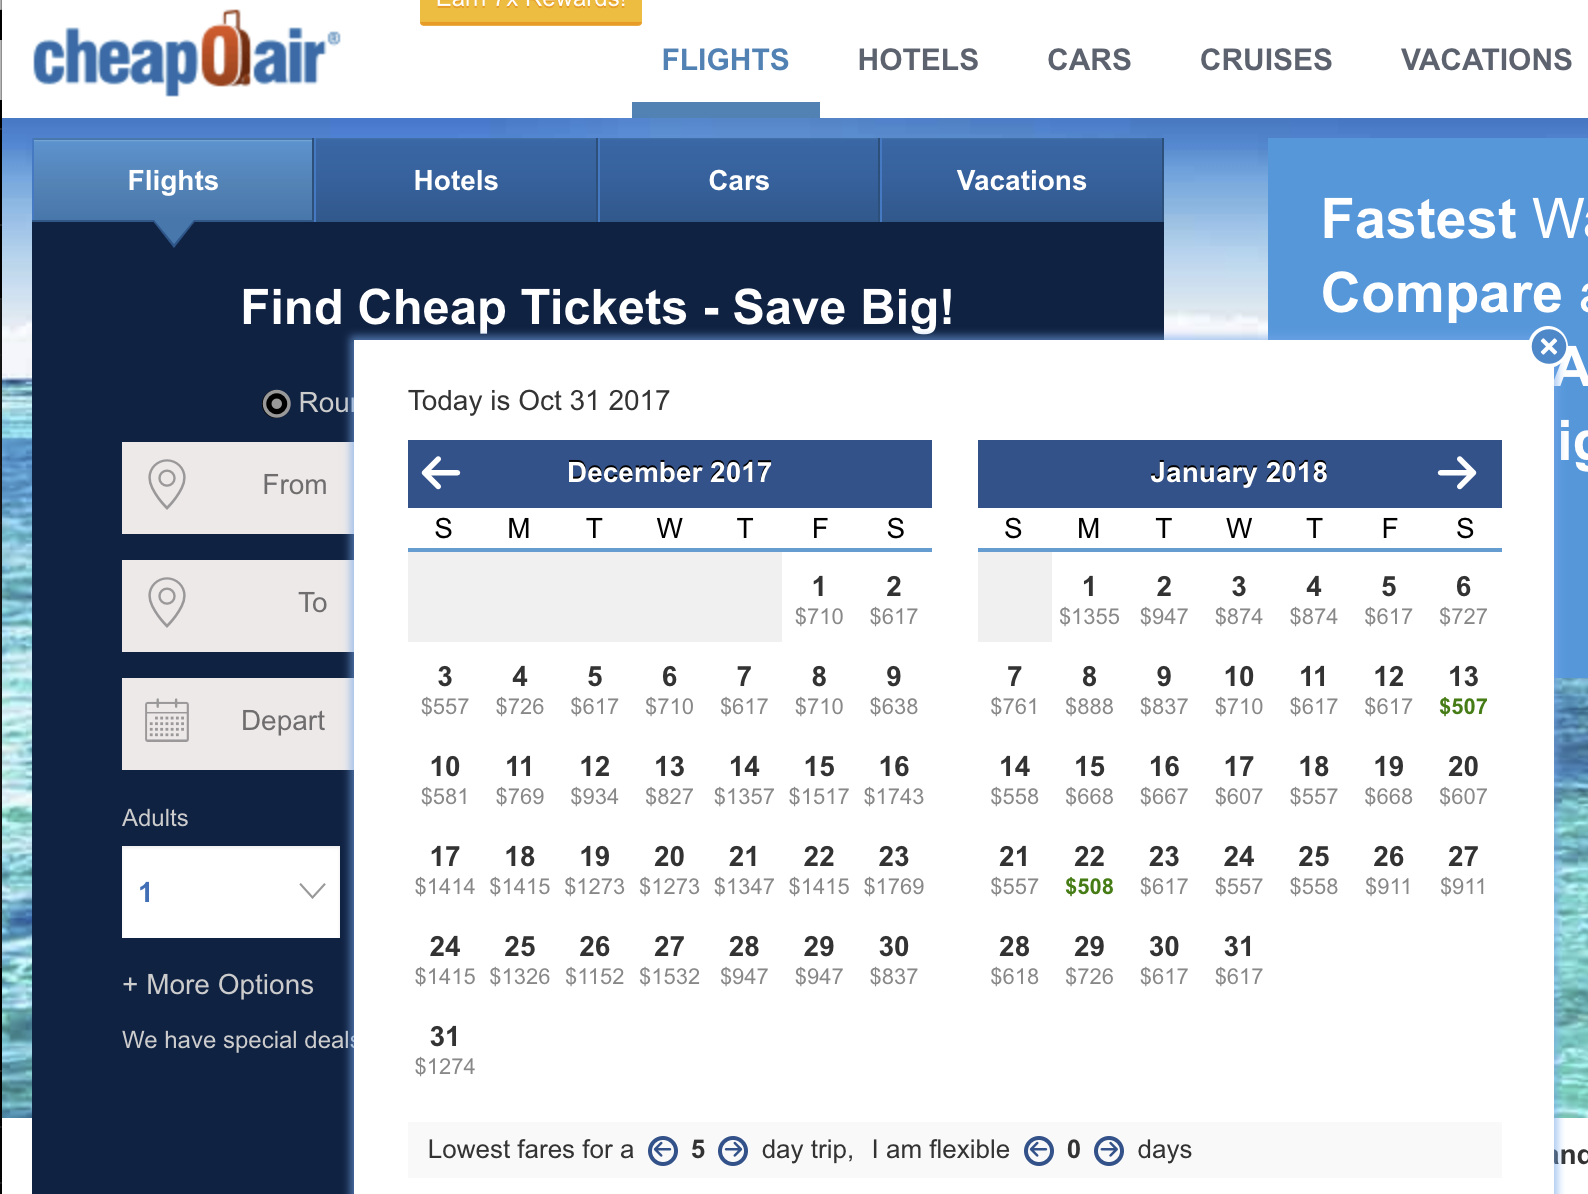 Earn 7x Rewards!
cheapOair®
FLIGHTS HOTELS CARS CRUISES VACATIONS
Flights Hotels Cars Vacations
Fastest
Compare
Find Cheap Tickets - Save Big!
Today is Oct 31 2017
From
To
Depart
Adults
1
+ More Options
We have special deals
December 2017
S M T W T F S
1 2
$710 $617
3 4 5 6 7 8 9
$557 $726 $617 $710 $617 $710 $638
10 11 12 13 14 15 16
$581 $769 $934 $827 $1357 $1517 $1743
17 18 19 20 21 22 23
$1414 $1415 $1273 $1273 $1347 $1415 $1769
24 25 26 27 28 29 30
$1415 $1326 $1152 $1532 $947 $947 $837
31
$1274
January 2018
S M T W T F S
1 2 3 4 5 6
$1355 $947 $874 $874 $617 $727
7 8 9 10 11 12 13
$761 $888 $837 $710 $617 $617 $507
14 15 16 17 18 19 20
$558 $668 $667 $607 $557 $668 $607
21 22 23 24 25 26 27
$557 $508 $617 $557 $558 $911 $911
28 29 30 31
$618 $726 $617 $617
Lowest fares for a 5 day trip, I am flexible 0 days